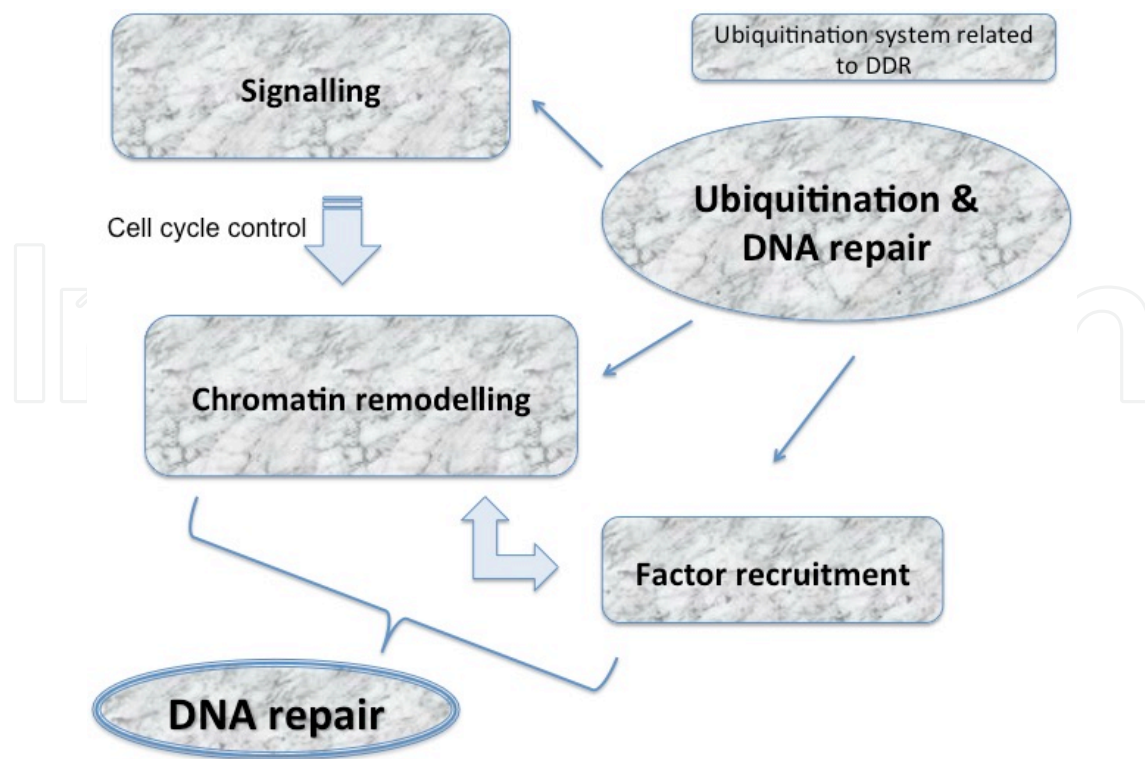 Signalling
Ubiquitination system related
to DDR
Ubiquitination &
DNA repair
Cell cycle control
Chromatin remodelling
Factor recruitment
DNA repair